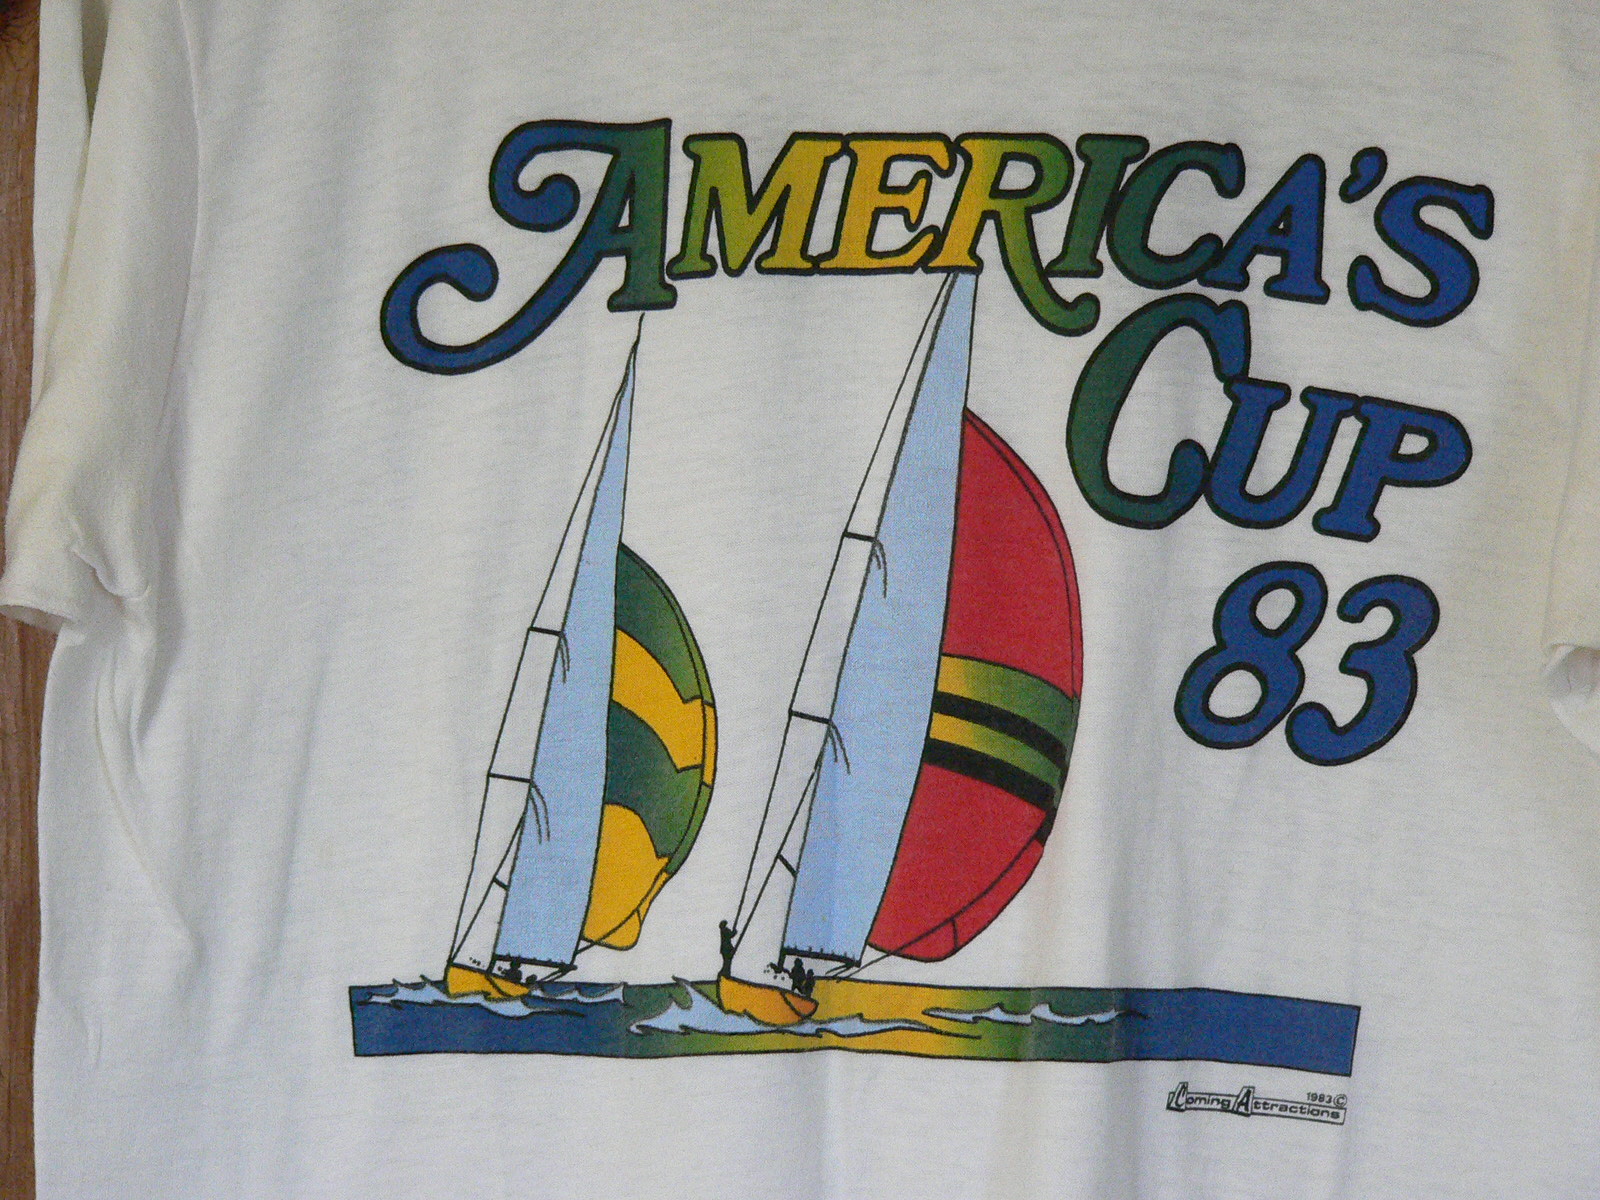 AMERICA'S
CUP
83
1983©
Coming Attractions